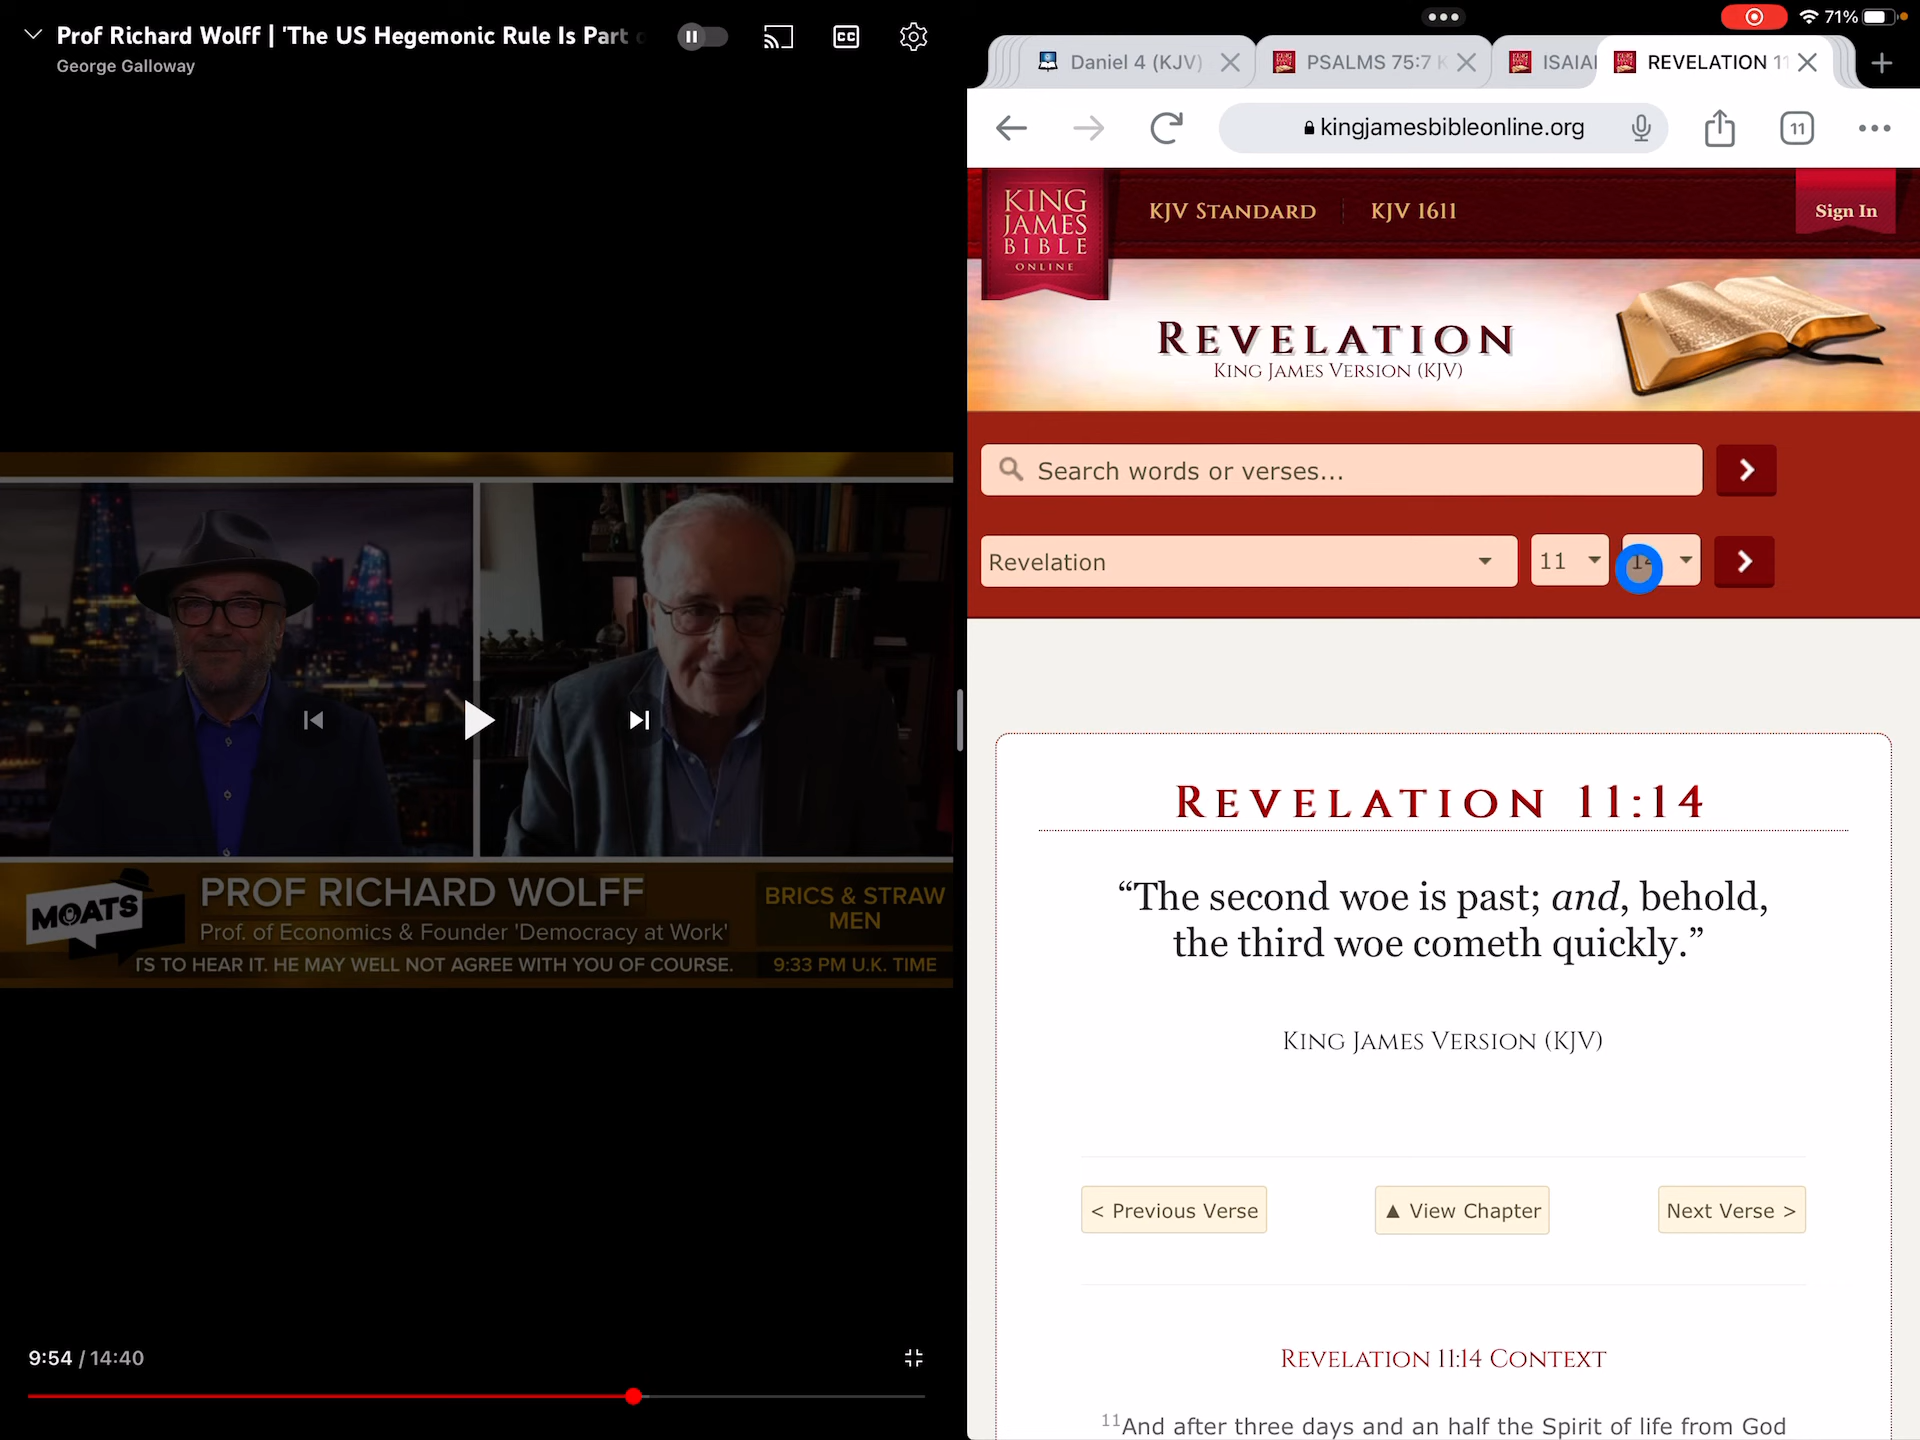 Prof Richard Wolff | 'The US Hegemonic Rule Is Part
George Galloway
CC
MOATS
PROF RICHARD WOLFF
Prof. of Economics & Founder 'Democracy at Work'
BRICS & STRAW
MEN
TS TO HEAR IT. HE MAY WELL NOT AGREE WITH YOU OF COURSE.
9:33 PM U.K. TIME
9:54 / 14:40
71%
Daniel 4 (KJV)
PSALMS 75:7 K
ISAIA
REVELATION 11
kingjamesbibleonline.org
11
KING
JAMES
BIBLE
ONLINE
KJV STANDARD
KJV 1611
Sign In
REVELATION
KING JAMES VERSION (KJV)
Search words or verses...
Revelation
11
REVELATION 11:14
“The second woe is past; and, behold,
the third woe cometh quickly.”
KING JAMES VERSION (KJV)
< Previous Verse
▲ View Chapter
Next Verse >
REVELATION 11:14 CONTEXT
11And after three days and an half the Spirit of life from God